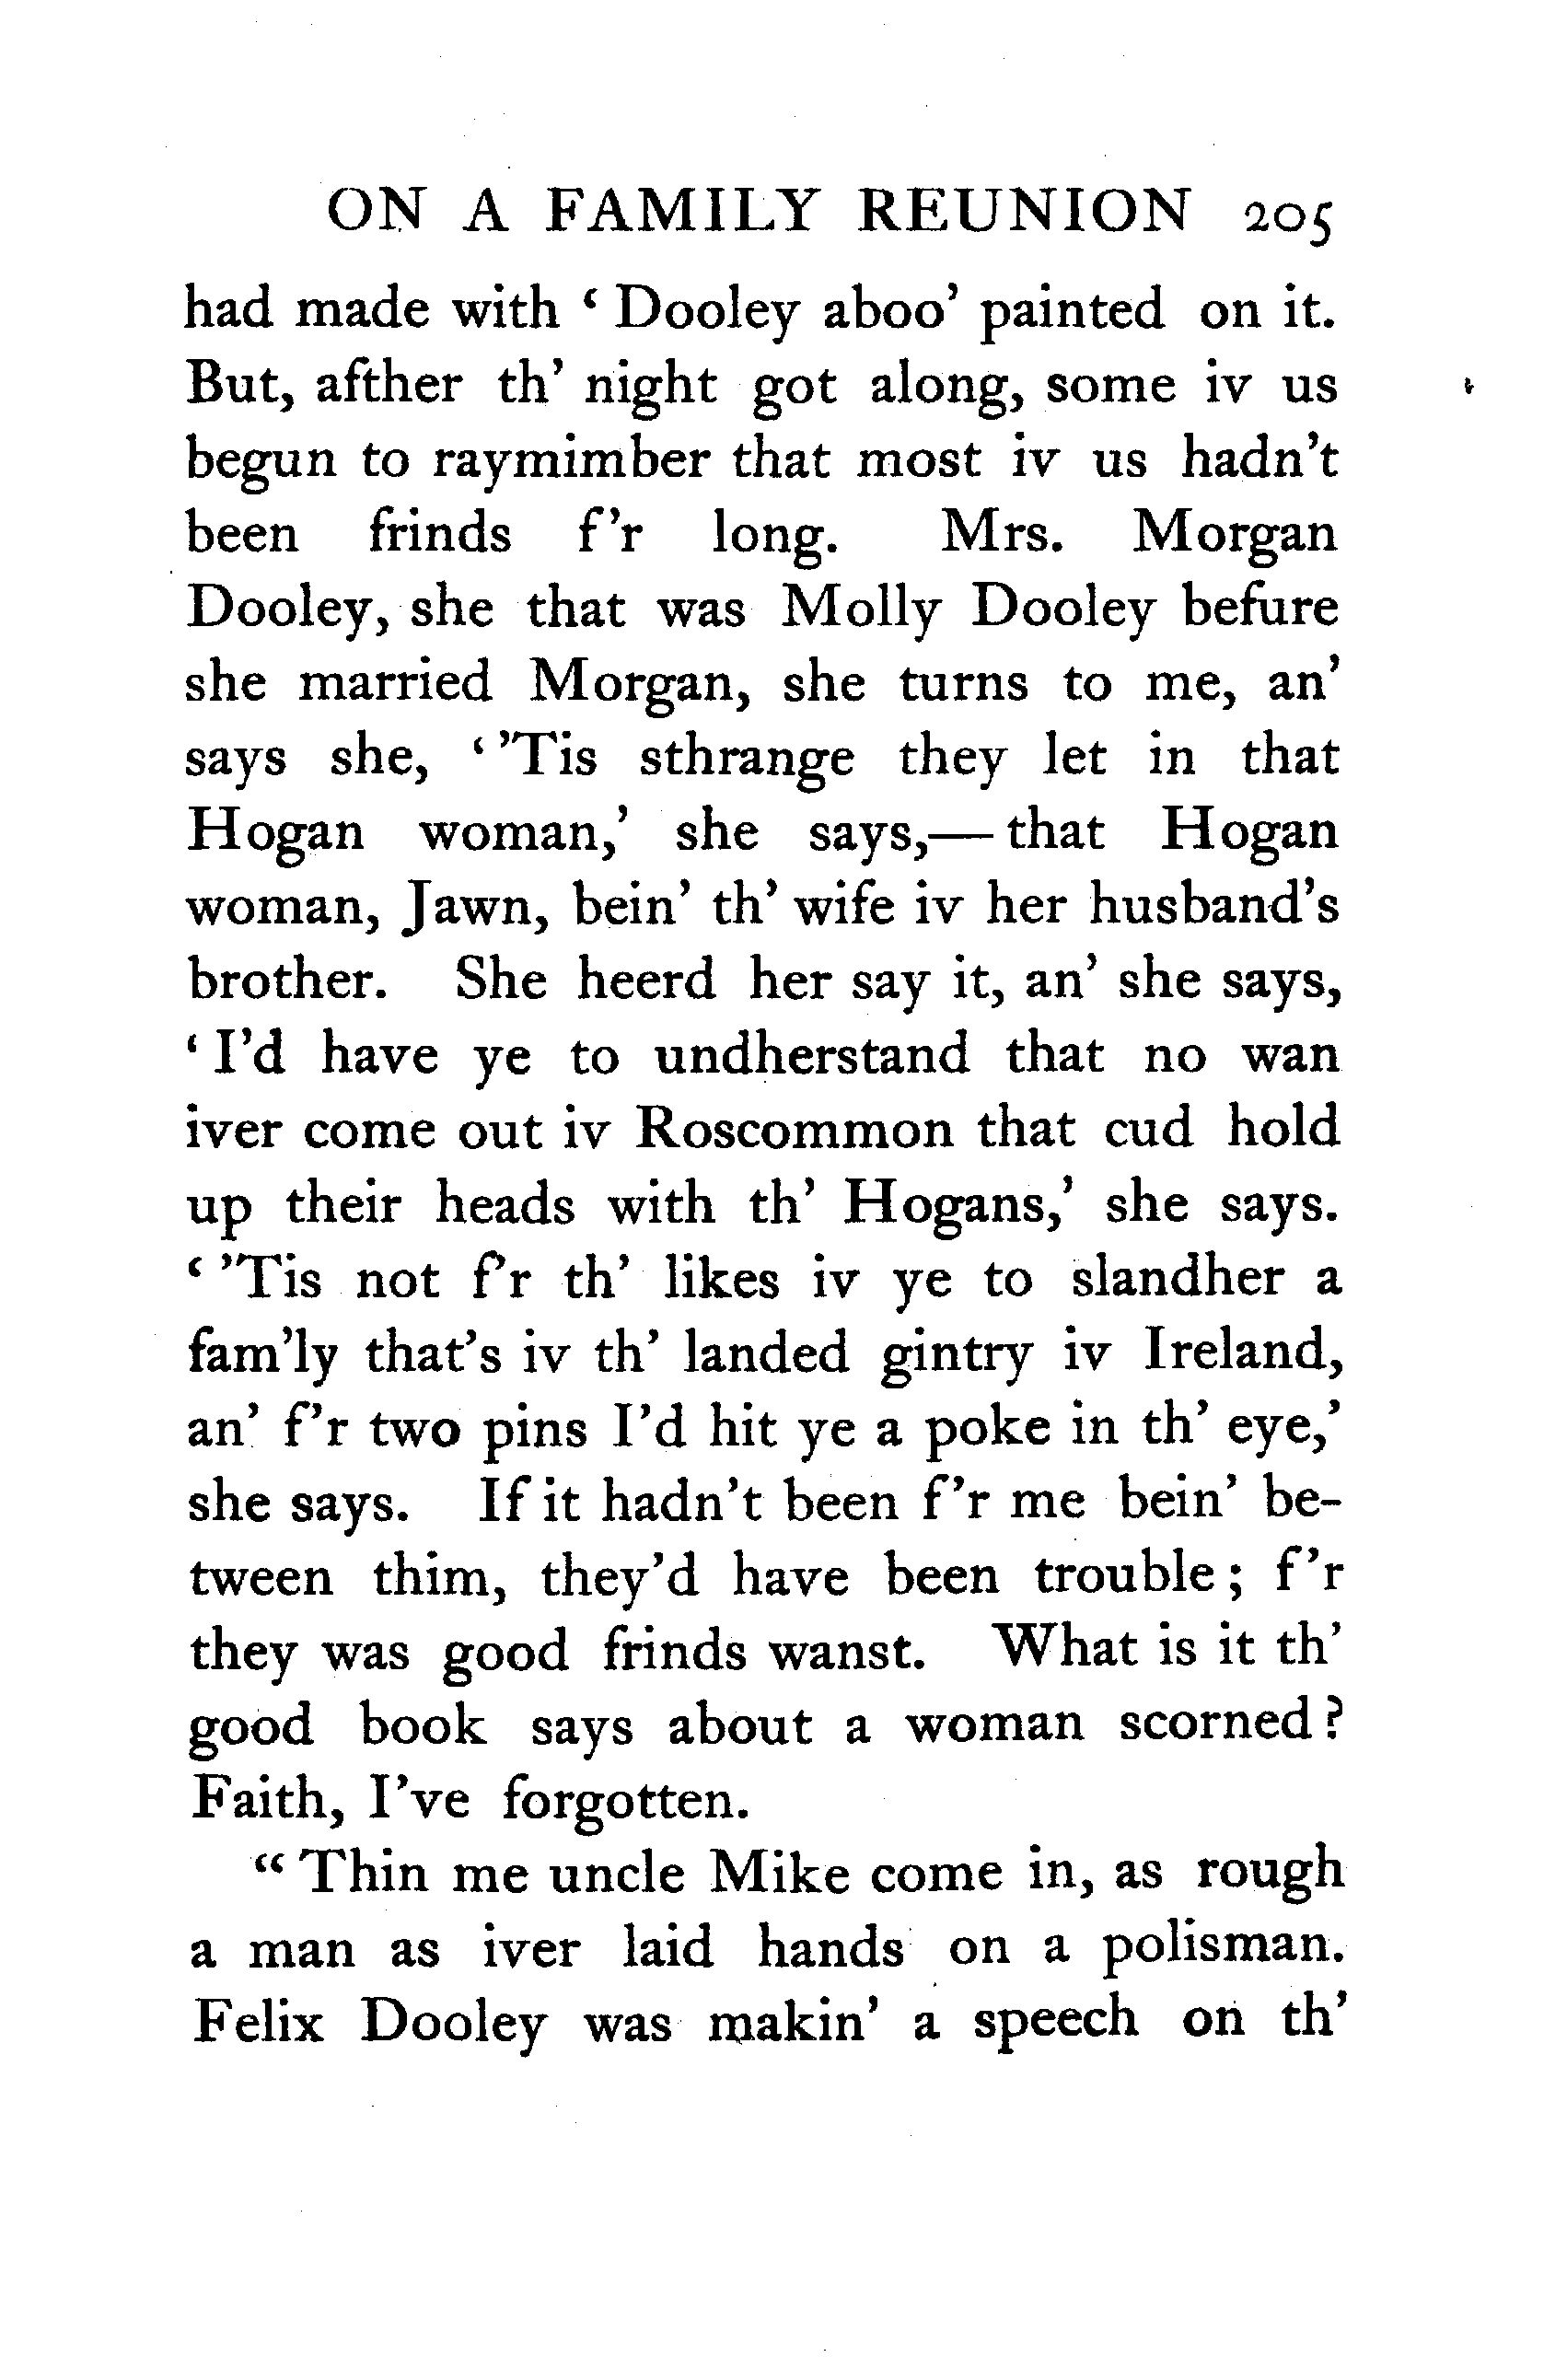 ON A FAMILY REUNION 205
had made with ‘ Dooley aboo’ painted on it.
But, afther th’ night got along, some iv us
begun to raymimber that most iv us hadn’t
been frinds f’r long. Mrs. Morgan
Dooley, she that was Molly Dooley befure
she married Morgan, she turns to me, an’
says she, ‘ ’Tis sthrange they let in that
Hogan woman,’ she says,— that Hogan
woman, Jawn, bein’ th’ wife iv her husband’s
brother. She heerd her say it, an’ she says,
‘ I’d have ye to undherstand that no wan
iver come out iv Roscommon that cud hold
up their heads with th’ Hogans,’ she says.
‘ ’Tis not f’r th’ likes iv ye to slandher a
fam’ly that’s iv th’ landed gintry iv Ireland,
an’ f’r two pins I’d hit ye a poke in th’ eye,’
she says. If it hadn’t been f’r me bein’ be-
tween thim, they’d have been trouble ; f’r
they was good frinds wanst. What is it th’
good book says about a woman scorned ?
Faith, I’ve forgotten.
“ Thin me uncle Mike come in, as rough
a man as iver laid hands on a polisman.
Felix Dooley was makin’ a speech on th’